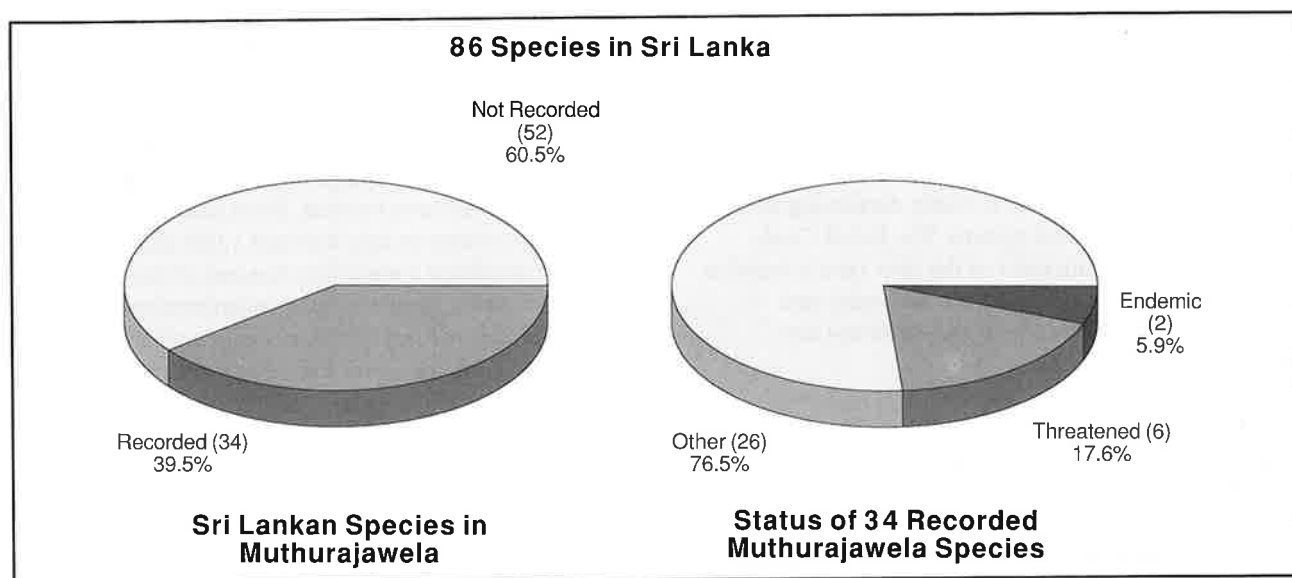 86 Species in Sri Lanka
Not Recorded
(52)
60.5%
Recorded (34)
39.5%
Sri Lankan Species in
Muthurajawela
Endemic
(2)
5.9%
Threatened (6)
17.6%
Other (26)
76.5%
Status of 34 Recorded
Muthurajawela Species